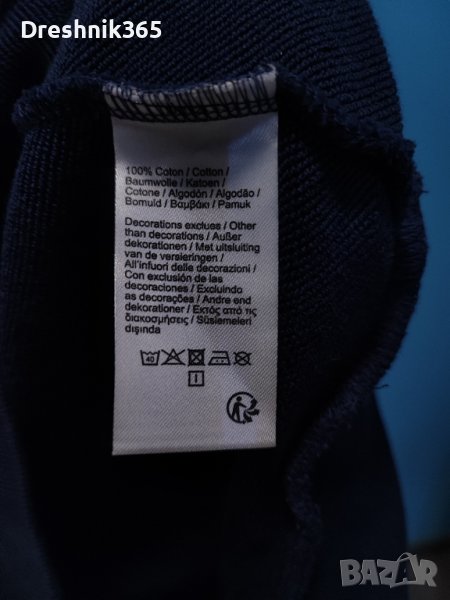 Dreshnik365
100% Coton / Cotton /
Baumwolle / Katoen /
Cotone / Algodón / Algodão /
Bomuld / Βαμβάκι / Pamuk
Decorations exclues / Other
than decorations / Außer
dekorationen / Met uitsluiting
van de versieringen /
All'infuori delle decorazioni /
Con exclusión de las
decoraciones / Excluindo
as decorações / Andre end
dekorationer / Εκτός από τις
διακοσμήσεις / Süslemeleri
dışında
40
I
BAZAR